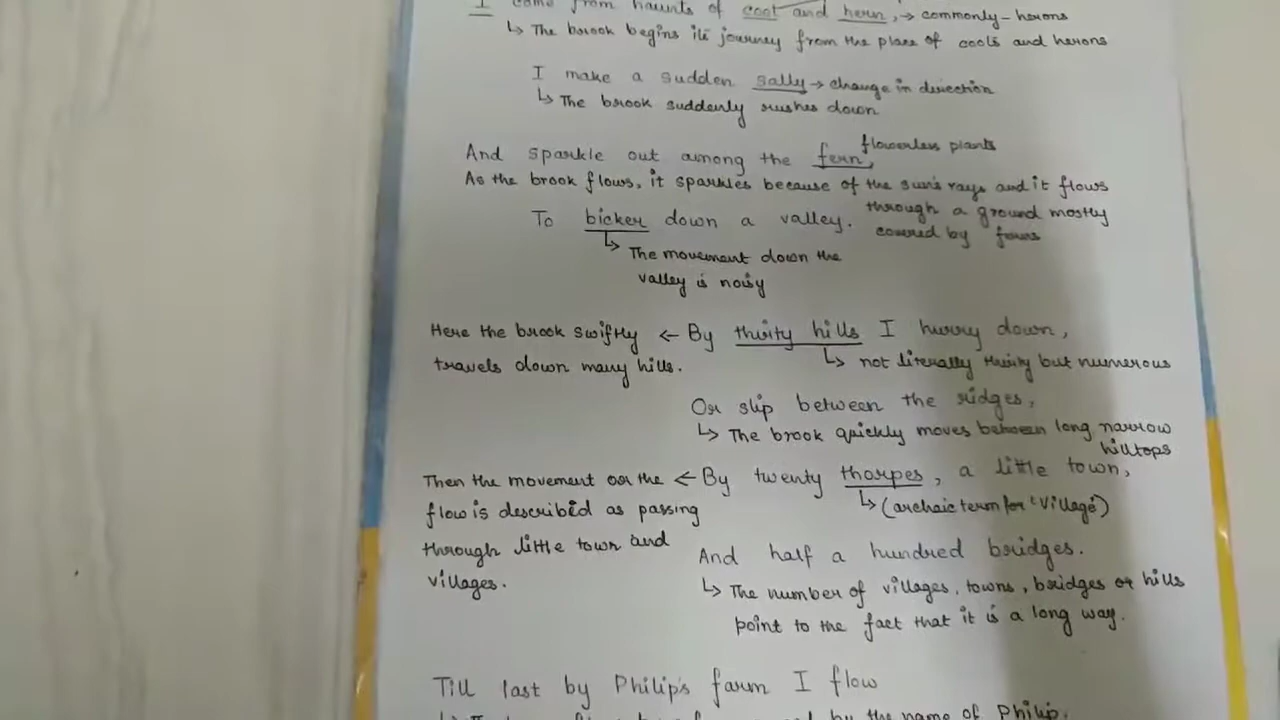 I come from haunts of coot and hern, → commonly - herons
↳ The brook begins its journey from the place of coots and herons
I make a sudden sally → change in direction
↳ The brook suddenly rushes down
flowerless plants
And sparkle out among the fern,
As the brook flows, it sparkles because of the sun's rays and it flows
through a ground mostly
covered by ferns
To bicker down a valley.
↳ The movement down the
valley is noisy
Here the brook swiftly ← By thirty hills I hurry down,
travels down many hills.
↳ not literally thirty but numerous
Or slip between the ridges,
↳ The brook quickly moves between long narrow
hilltops
Then the movement or the ← By twenty thorpes, a little town,
flow is described as passing
through little town and
villages.
↳ (archaic term for 'Village')
And half a hundred bridges.
↳ The number of villages, towns, bridges or hills
point to the fact that it is a long way.
Till last by Philip's farm I flow
by the name of Philip.